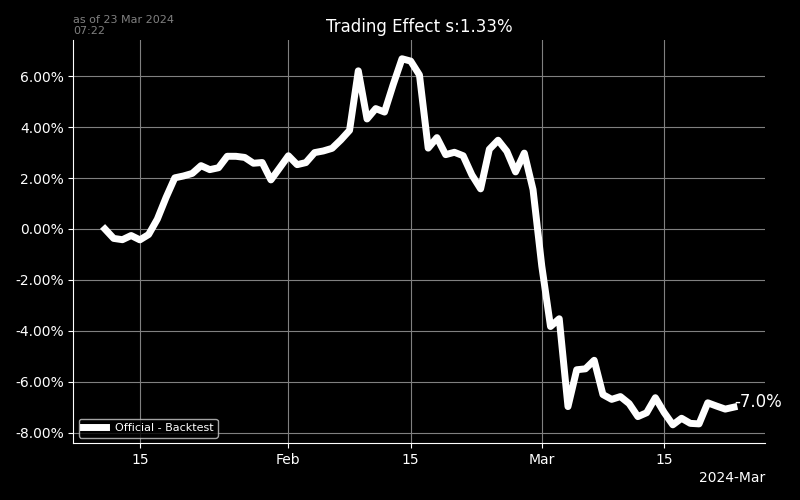 as of 23 Mar 2024
07:22
Trading Effect s:1.33%
6.00%
4.00%
2.00%
0.00%
-2.00%
-4.00%
-6.00%
-8.00%
-7.0%
Official - Backtest
15
Feb
15
Mar
15
2024-Mar